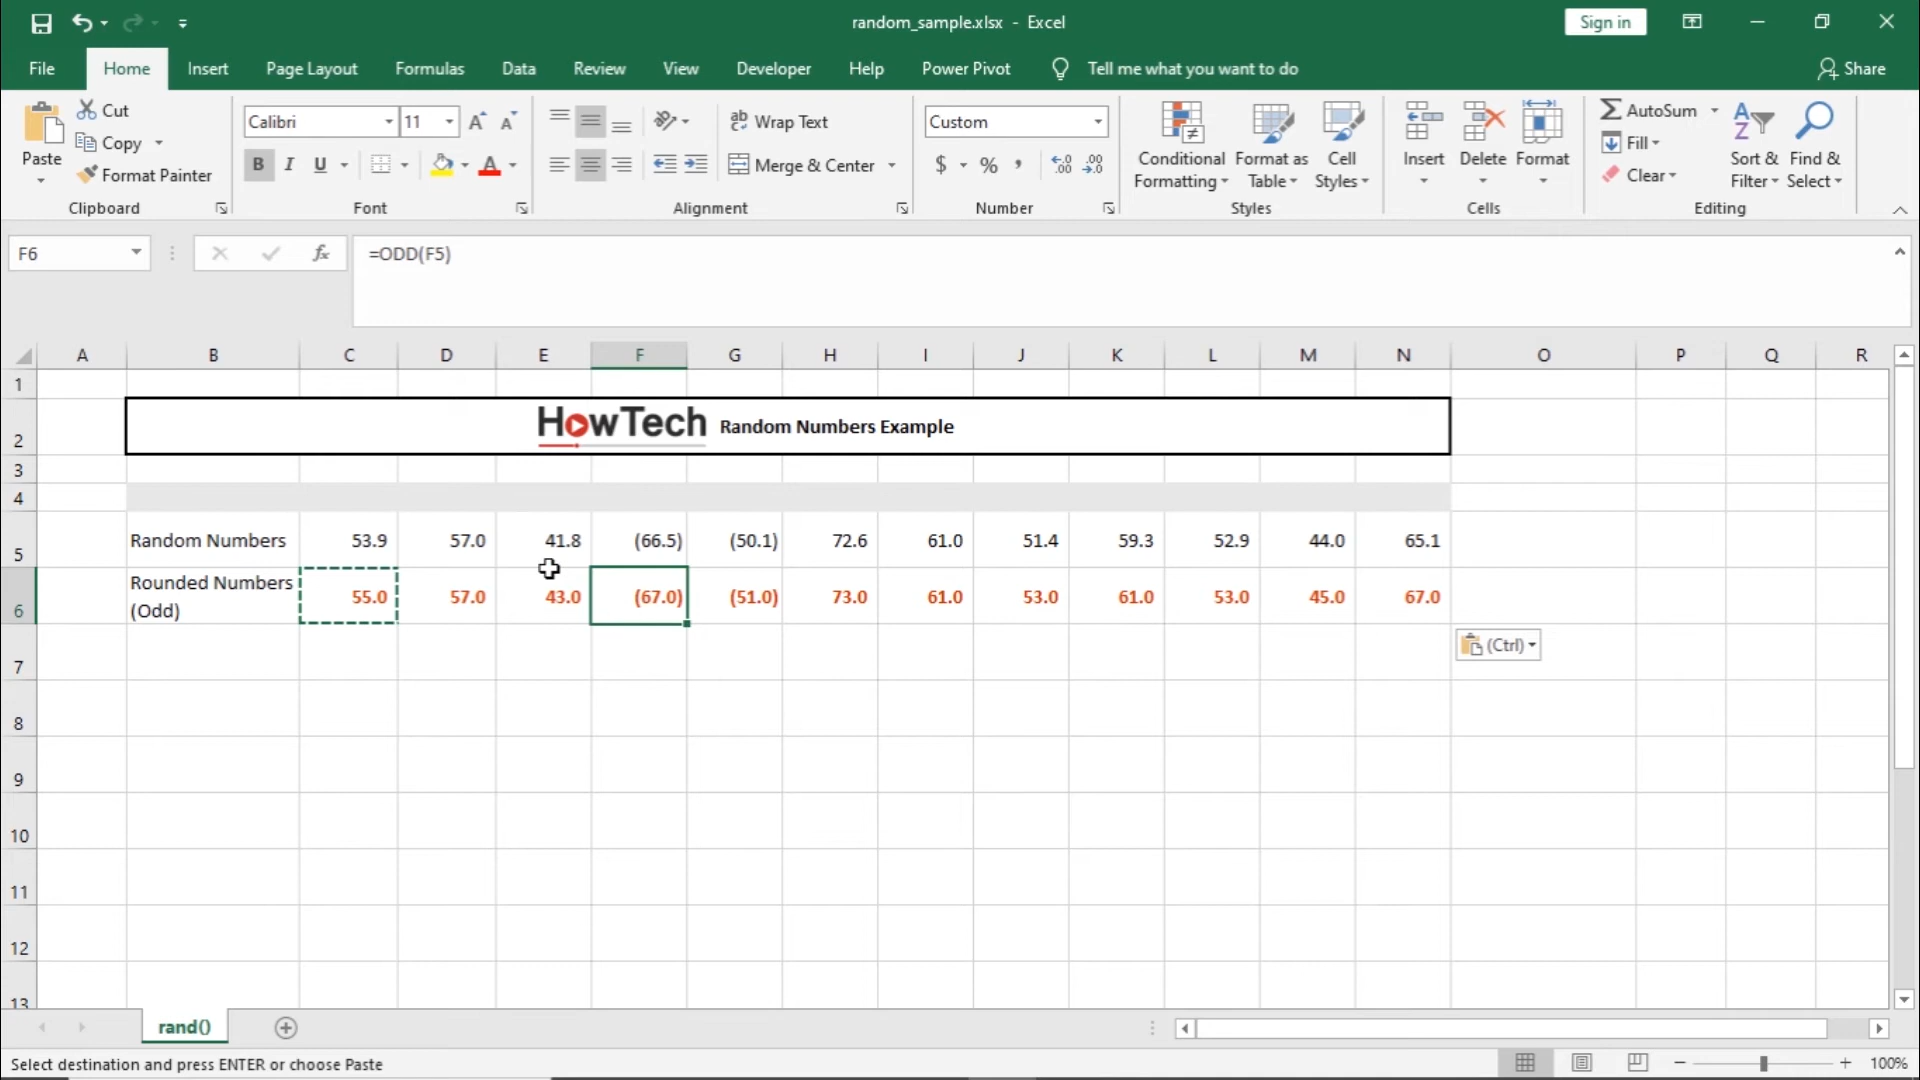 random_sample.xlsx - Excel
Sign in
File Home Insert Page Layout Formulas Data Review View Developer Help Power Pivot Tell me what you want to do Share
Paste
Cut
Copy
Format Painter
Clipboard
Calibri 11
B I U A
Font
ab Wrap Text
Merge & Center
Alignment
Custom
$ % ,
Number
Conditional Formatting
Format as Table
Cell Styles
Styles
Insert
Delete
Format
Cells
AutoSum
Fill
Clear
Sort & Filter
Find & Select
Editing
F6 fx =ODD(F5)
A B C D E F G H I J K L M N O P Q R
1
2 HowTech Random Numbers Example
3
4
5 Random Numbers 53.9 57.0 41.8 (66.5) (50.1) 72.6 61.0 51.4 59.3 52.9 44.0 65.1
6 Rounded Numbers (Odd) 55.0 57.0 43.0 (67.0) (51.0) 73.0 61.0 53.0 61.0 53.0 45.0 67.0
(Ctrl)
7
8
9
10
11
12
13
rand()
Select destination and press ENTER or choose Paste
100%